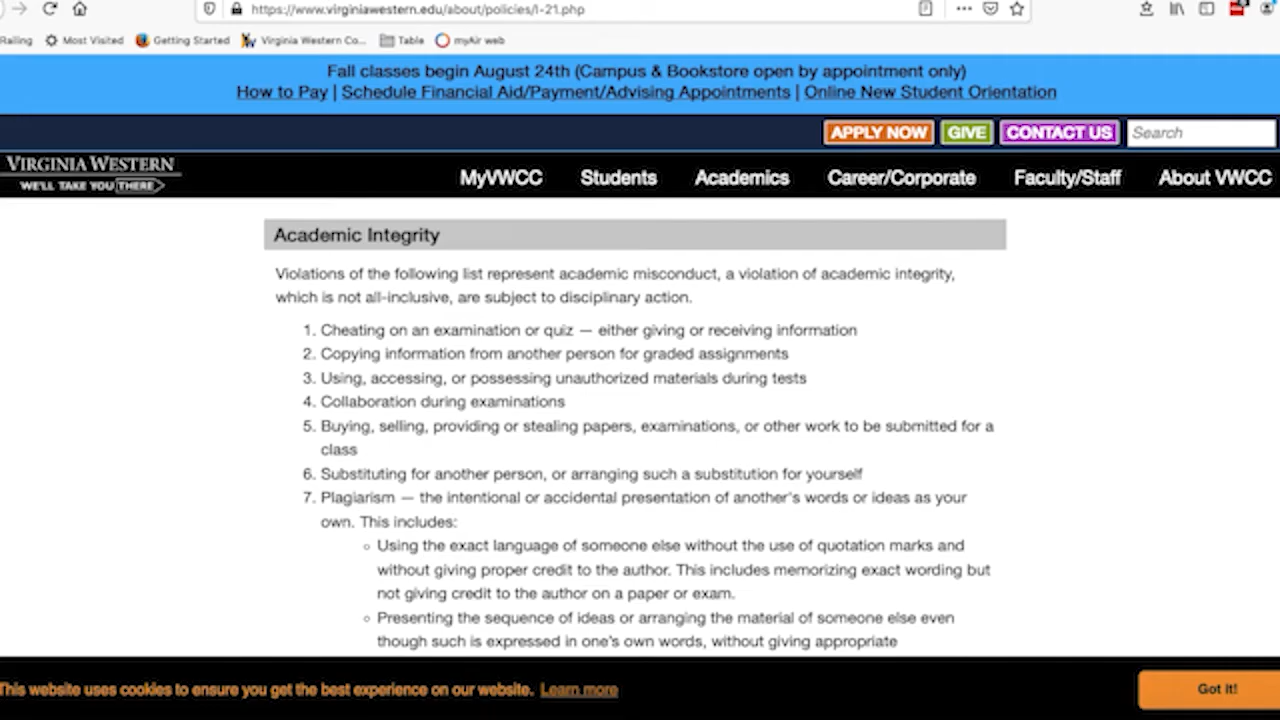 https://www.virginiawestern.edu/about/policies/I-21.php
Railing Most Visited Getting Started Virginia Western Co... Table myAir web
Fall classes begin August 24th (Campus & Bookstore open by appointment only)
How to Pay | Schedule Financial Aid/Payment/Advising Appointments | Online New Student Orientation
APPLY NOW GIVE CONTACT US Search
VIRGINIA WESTERN
WE'LL TAKE YOU THERE
MyVWCC Students Academics Career/Corporate Faculty/Staff About VWCC
Academic Integrity
Violations of the following list represent academic misconduct, a violation of academic integrity,
which is not all-inclusive, are subject to disciplinary action.
1. Cheating on an examination or quiz — either giving or receiving information
2. Copying information from another person for graded assignments
3. Using, accessing, or possessing unauthorized materials during tests
4. Collaboration during examinations
5. Buying, selling, providing or stealing papers, examinations, or other work to be submitted for a
class
6. Substituting for another person, or arranging such a substitution for yourself
7. Plagiarism — the intentional or accidental presentation of another's words or ideas as your
own. This includes:
Using the exact language of someone else without the use of quotation marks and
without giving proper credit to the author. This includes memorizing exact wording but
not giving credit to the author on a paper or exam.
Presenting the sequence of ideas or arranging the material of someone else even
though such is expressed in one's own words, without giving appropriate
This website uses cookies to ensure you get the best experience on our website. Learn more
Got it!